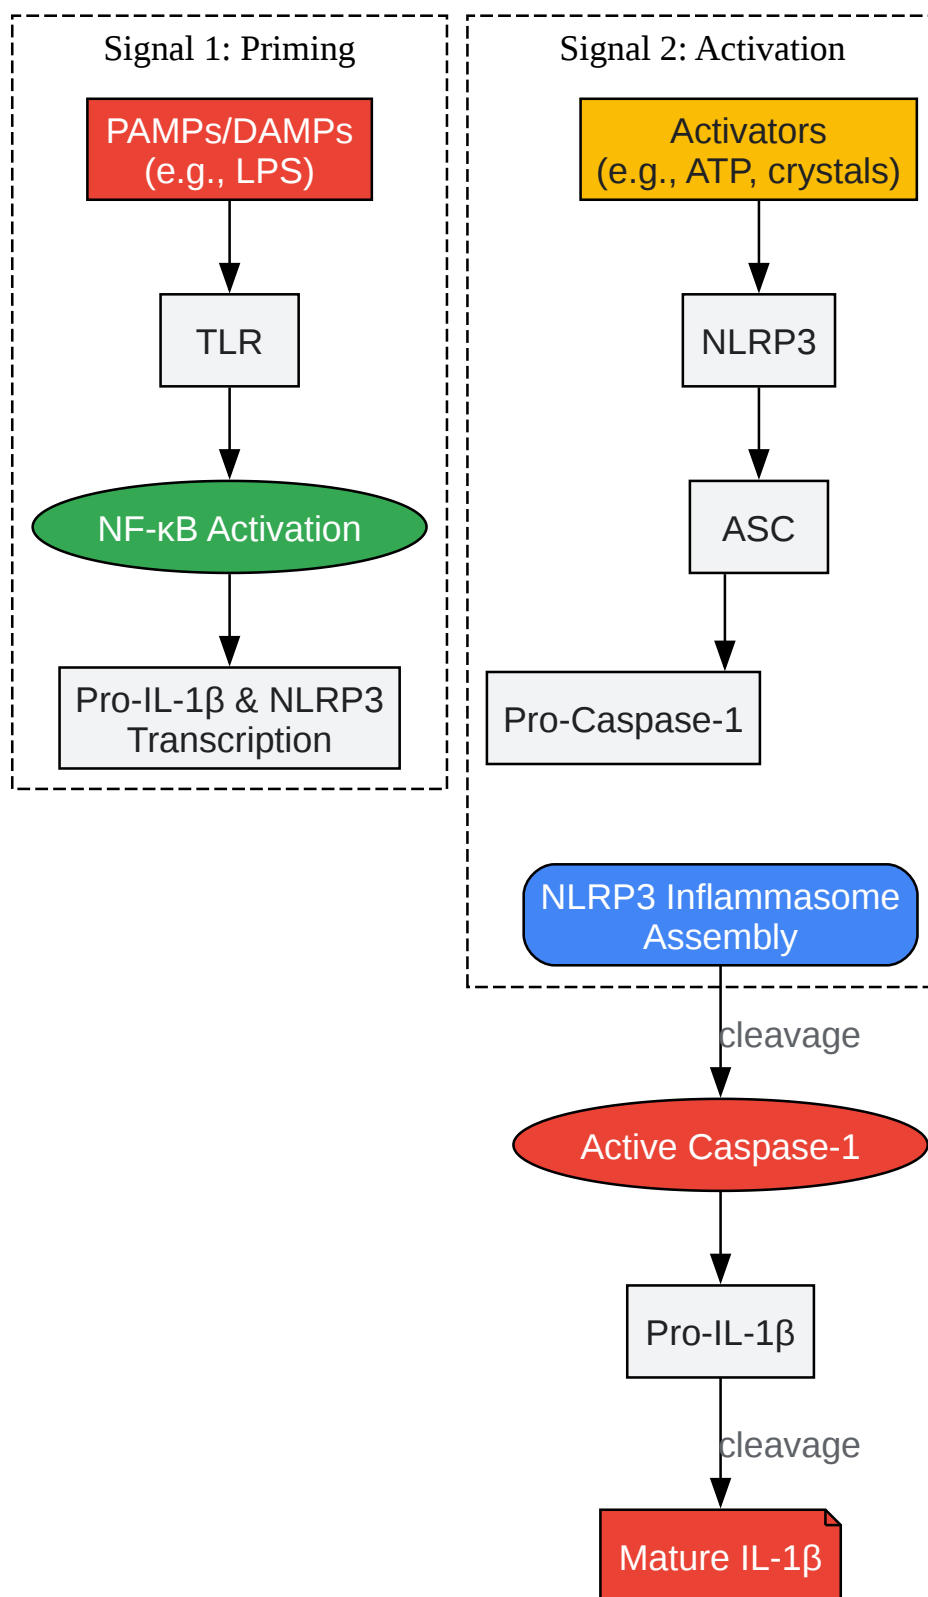 Signal 1: Priming
PAMPs/DAMPs
(e.g., LPS)
TLR
NF-κB Activation
Pro-IL-1β & NLRP3
Transcription
Signal 2: Activation
Activators
(e.g., ATP, crystals)
NLRP3
ASC
Pro-Caspase-1
NLRP3 Inflammasome
Assembly
cleavage
Active Caspase-1
Pro-IL-1β
cleavage
Mature IL-1β